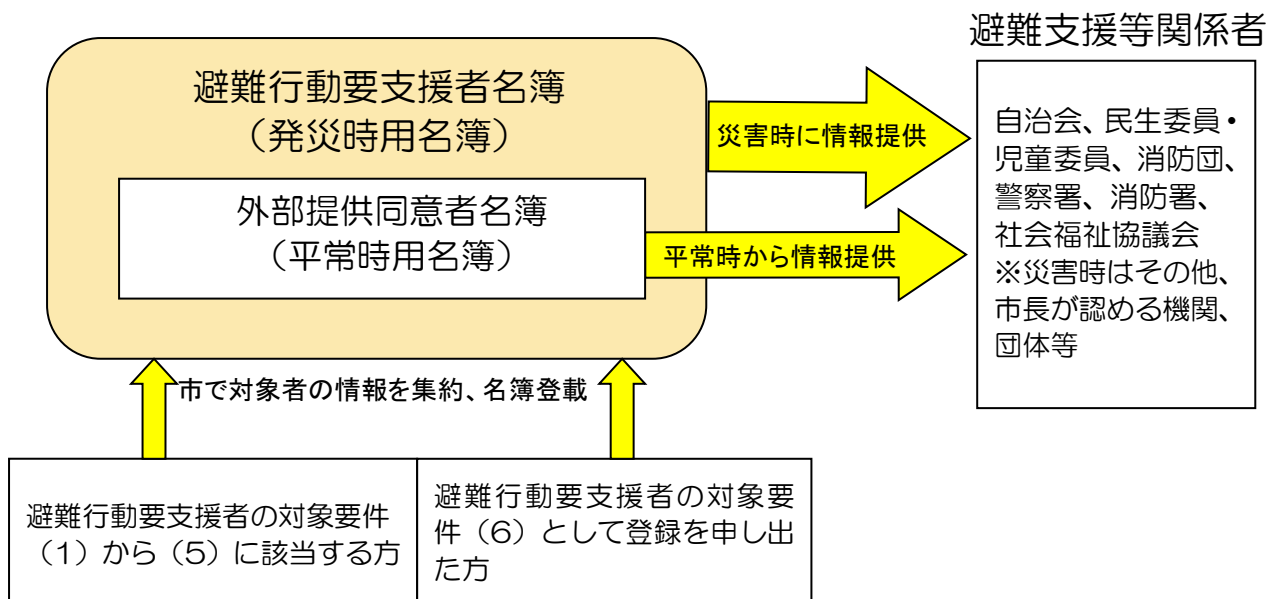 避難支援等関係者
避難行動要支援者名簿
（発災時用名簿）
災害時に情報提供
外部提供同意者名簿
（平常時用名簿）
平常時から情報提供
自治会、民生委員・
児童委員、消防団、
警察署、消防署、
社会福祉協議会
※災害時はその他、
市長が認める機関、
団体等
市で対象者の情報を集約、名簿登載
避難行動要支援者の対象要件
（1）から（5）に該当する方
避難行動要支援者の対象要
件（6）として登録を申し出
た方